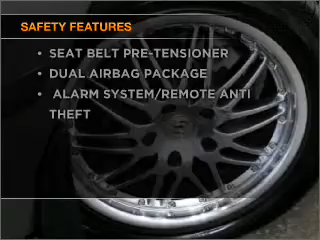 SAFETY FEATURES
• SEAT BELT PRE-TENSIONER
• DUAL AIRBAG PACKAGE
• ALARM SYSTEM/REMOTE ANTI
THEFT